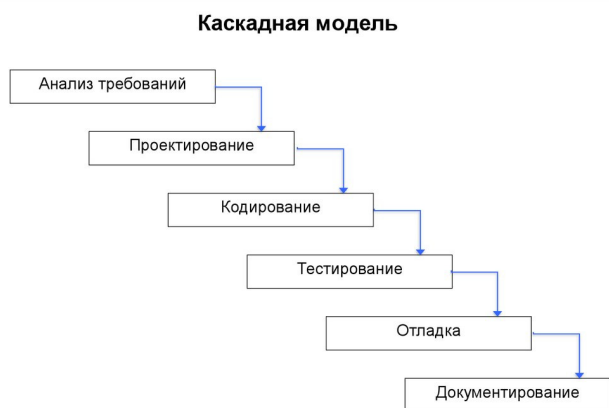 Каскадная модель
Анализ требований
Проектирование
Кодирование
Тестирование
Отладка
Документирование